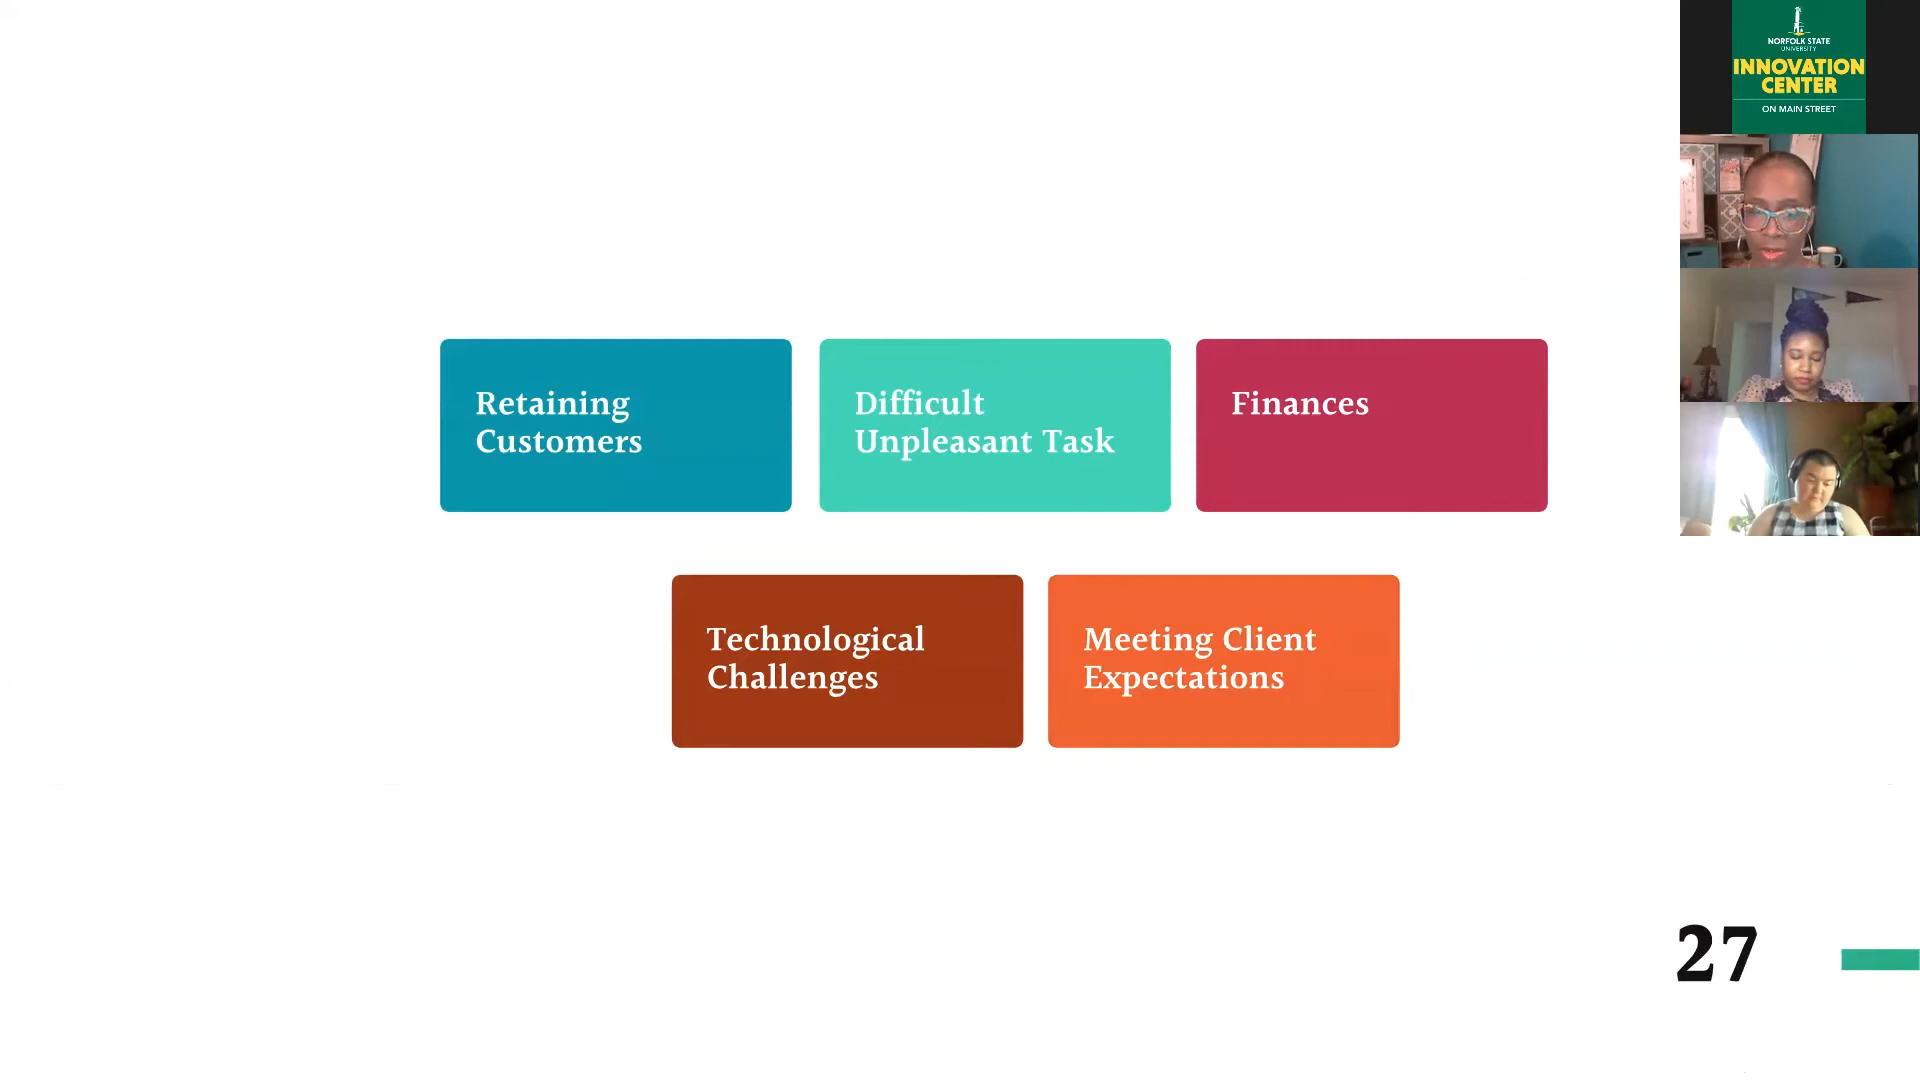 NORFOLK STATE
UNIVERSITY
INNOVATION
CENTER
ON MAIN STREET
Retaining
Customers
Difficult
Unpleasant Task
Finances
Technological
Challenges
Meeting Client
Expectations
27